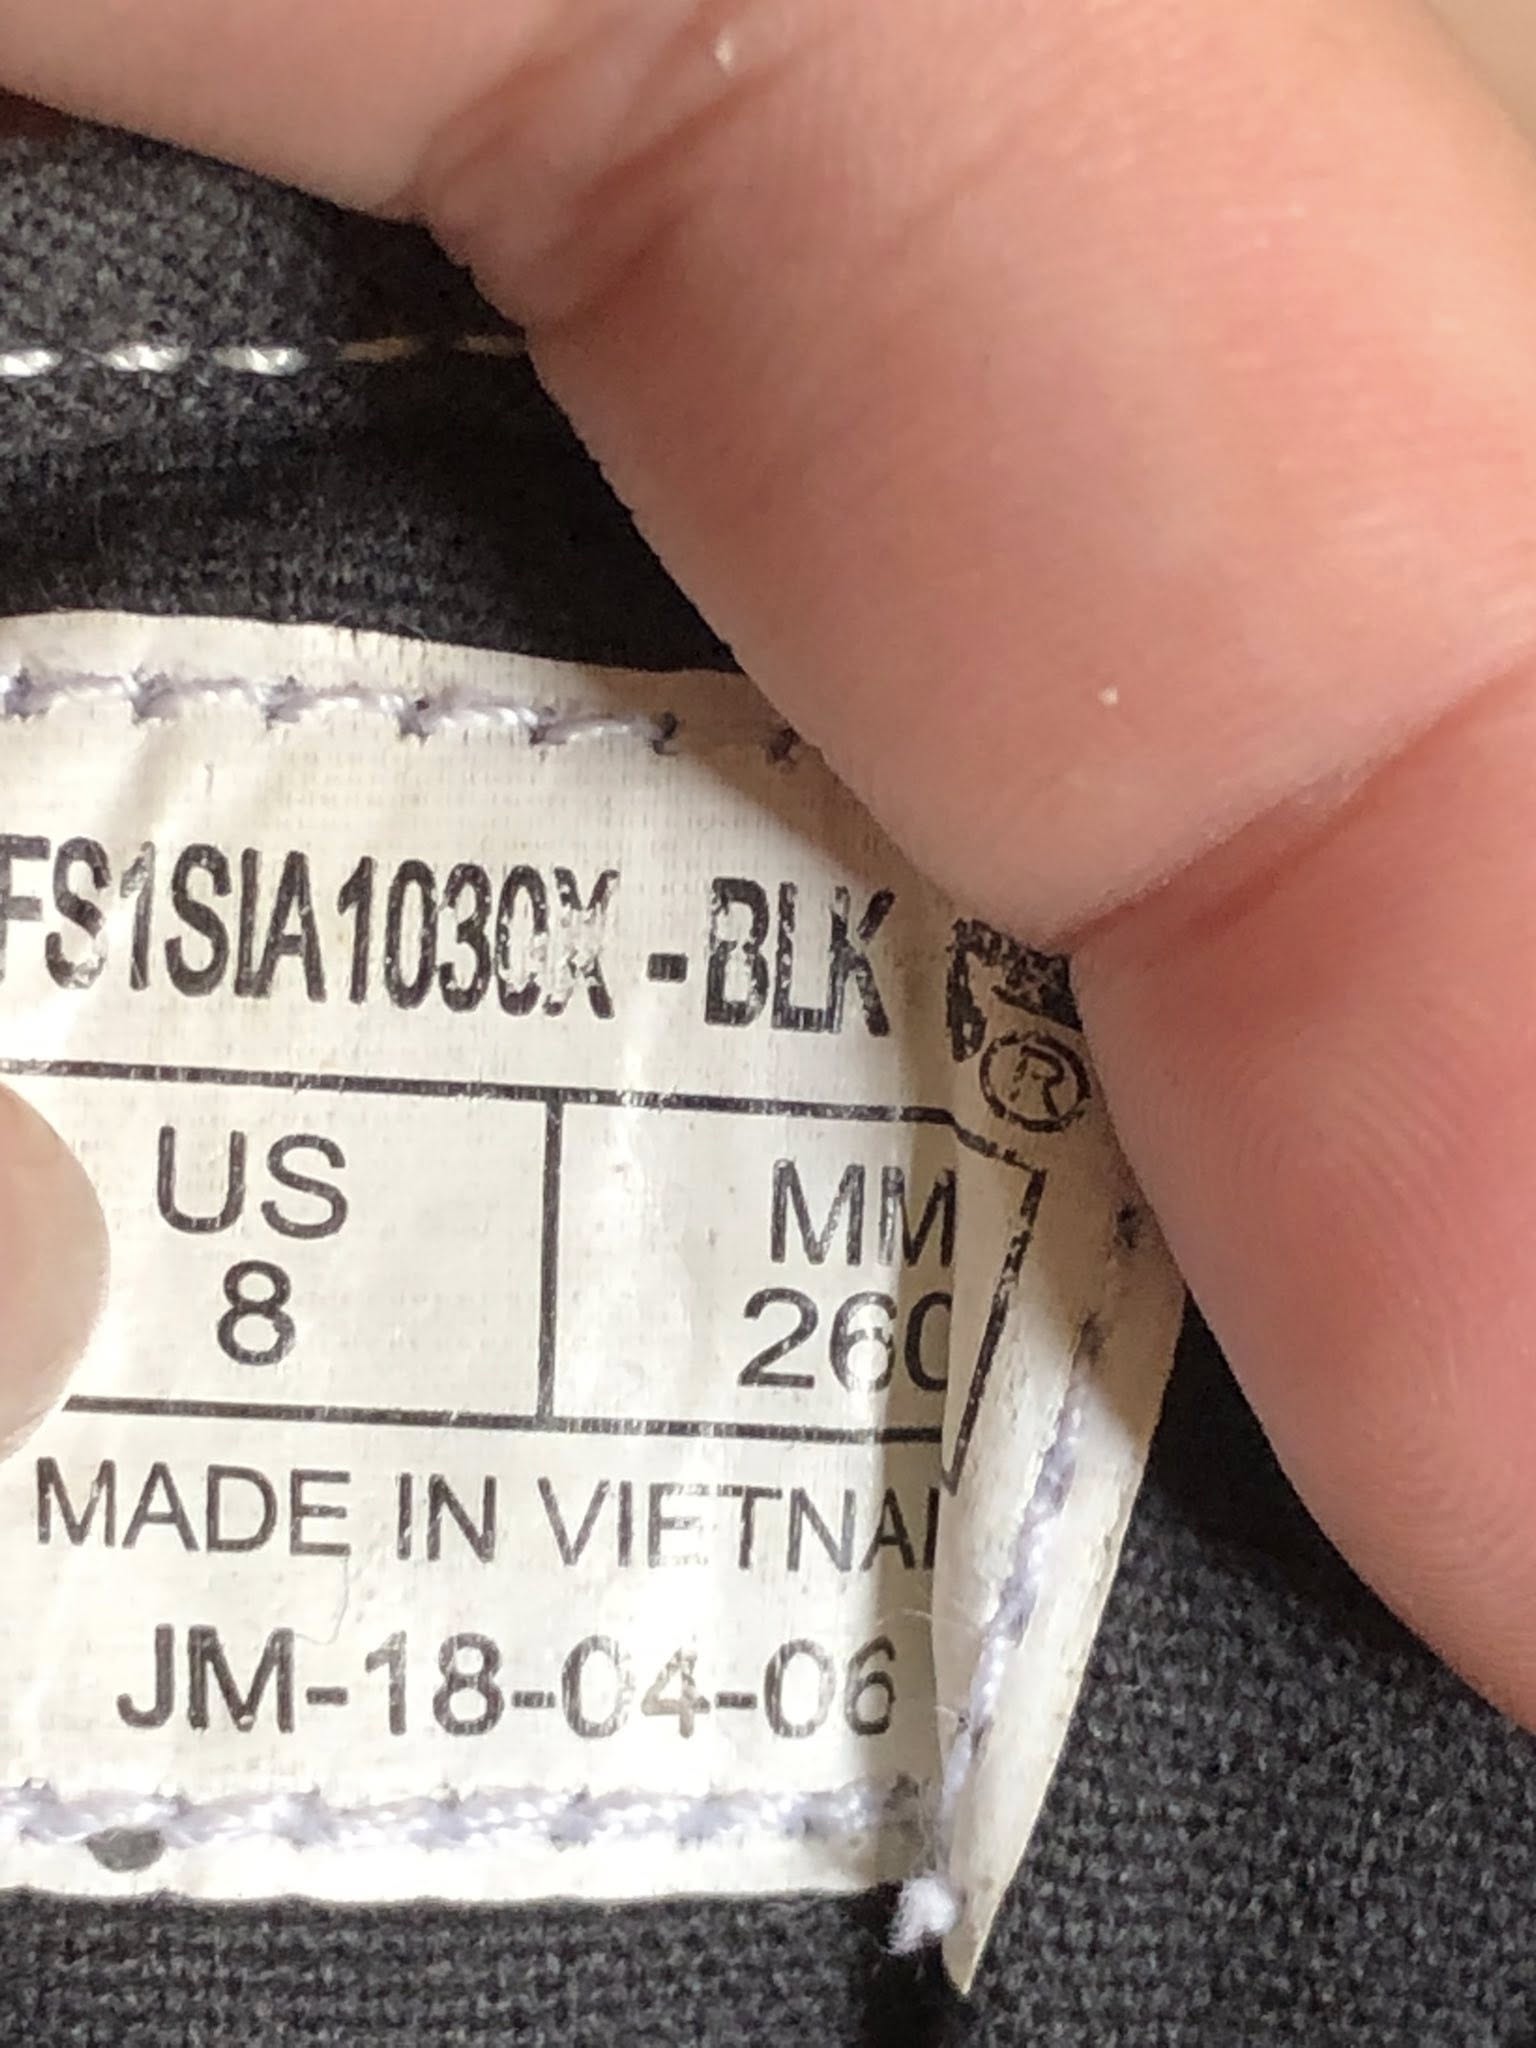 FS1SIA1030X-BLK
®
US MM
8 260
MADE IN VIETNA
JM-18-04-06